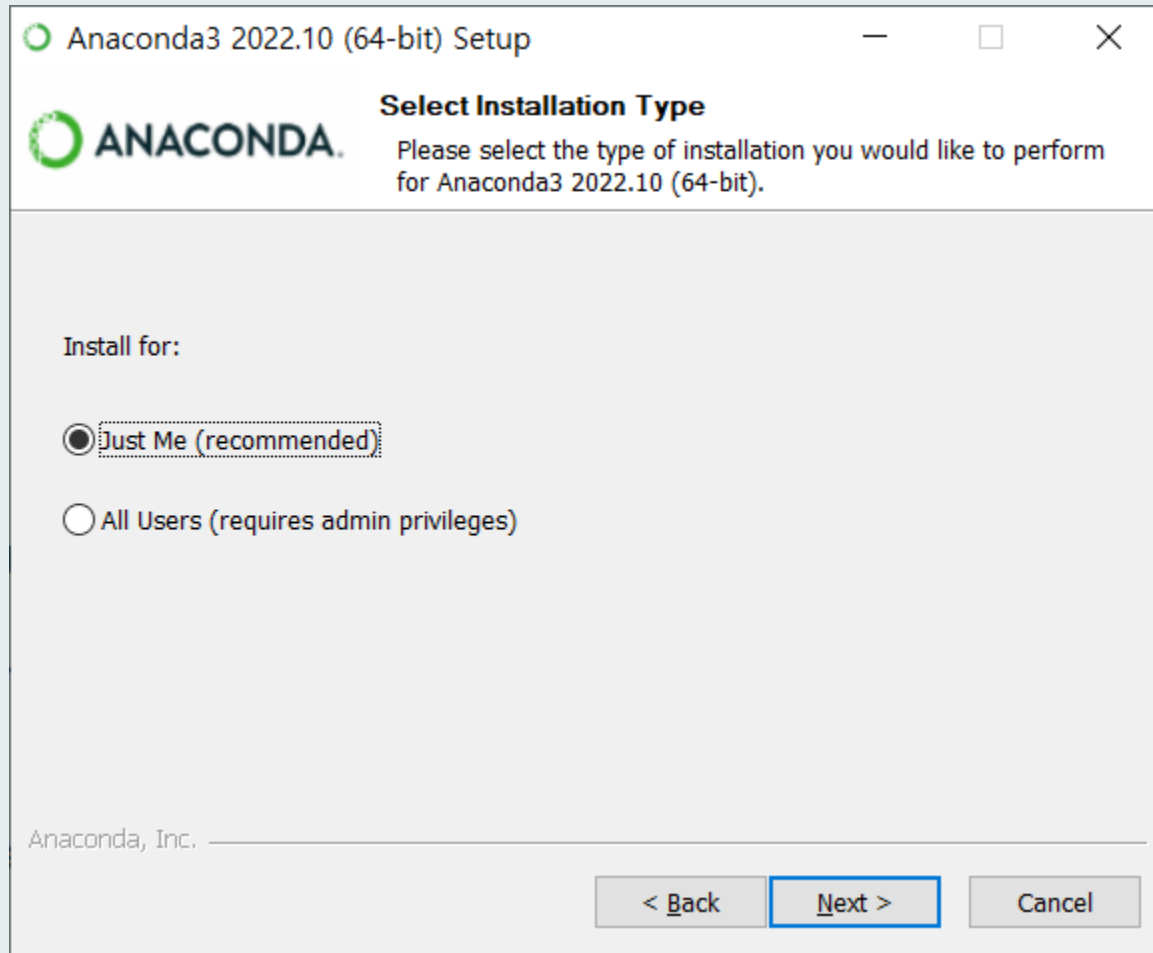 Anaconda3 2022.10 (64-bit) Setup
ANACONDA.
Select Installation Type
Please select the type of installation you would like to perform
for Anaconda3 2022.10 (64-bit).
Install for:
Just Me (recommended)
All Users (requires admin privileges)
Anaconda, Inc.
< Back Next > Cancel